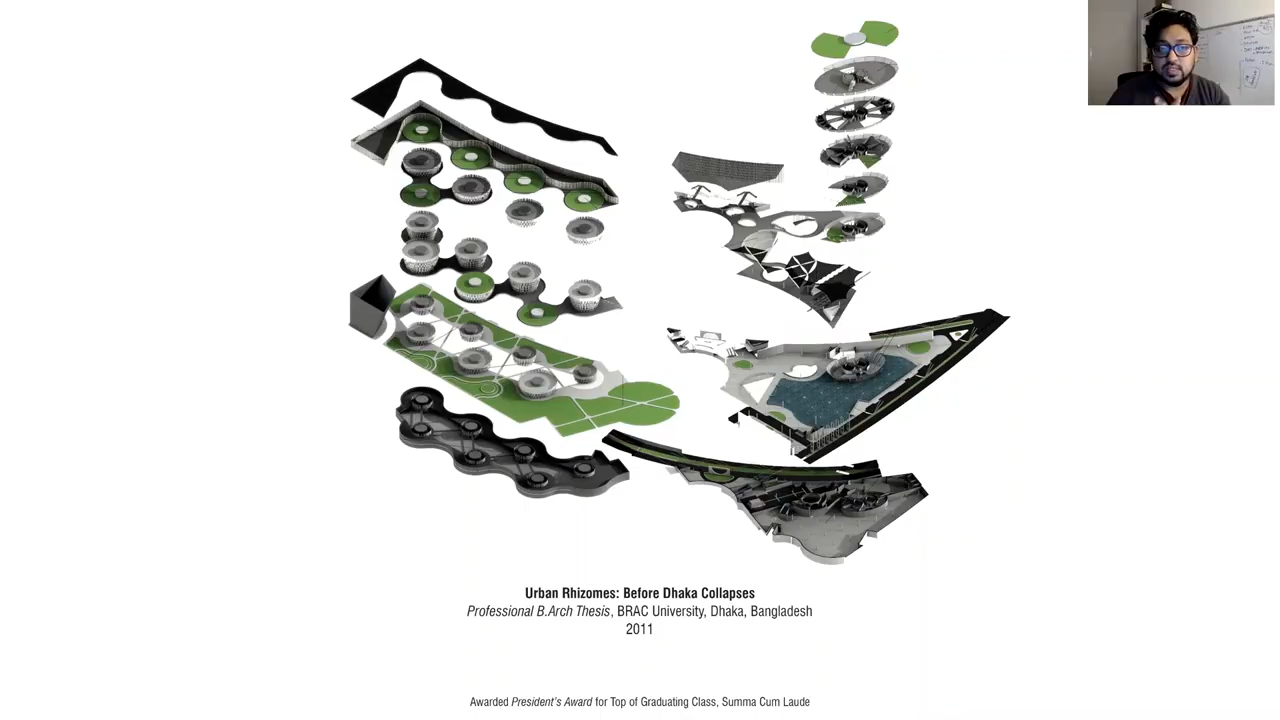 Urban Rhizomes: Before Dhaka Collapses
Professional B.Arch Thesis, BRAC University, Dhaka, Bangladesh
2011
Awarded President's Award for Top of Graduating Class, Summa Cum Laude